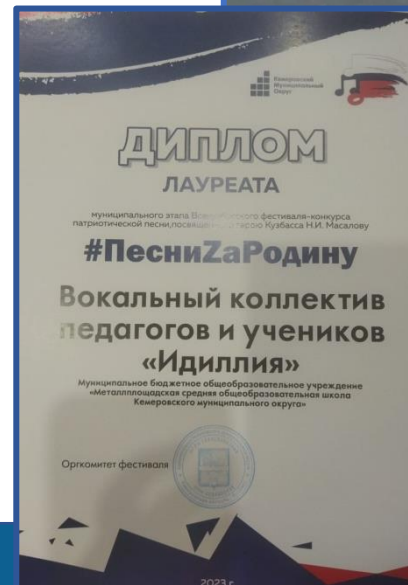 Кемеровский
Муниципальный
Округ
ДИПЛОМ
ЛАУРЕАТА
муниципального этапа фестиваля-конкурса
патриотической песни, Кузбасса Н.И. Масалову
#ПесниZаРодину
Вокальный коллектив
педагогов и учеников
«Идиллия»
Муниципальное бюджетное общеобразовательное учреждение
«Металлплощадская средняя общеобразовательная школа
Кемеровского муниципального округа»
Оргкомитет фестиваля
2023 г.